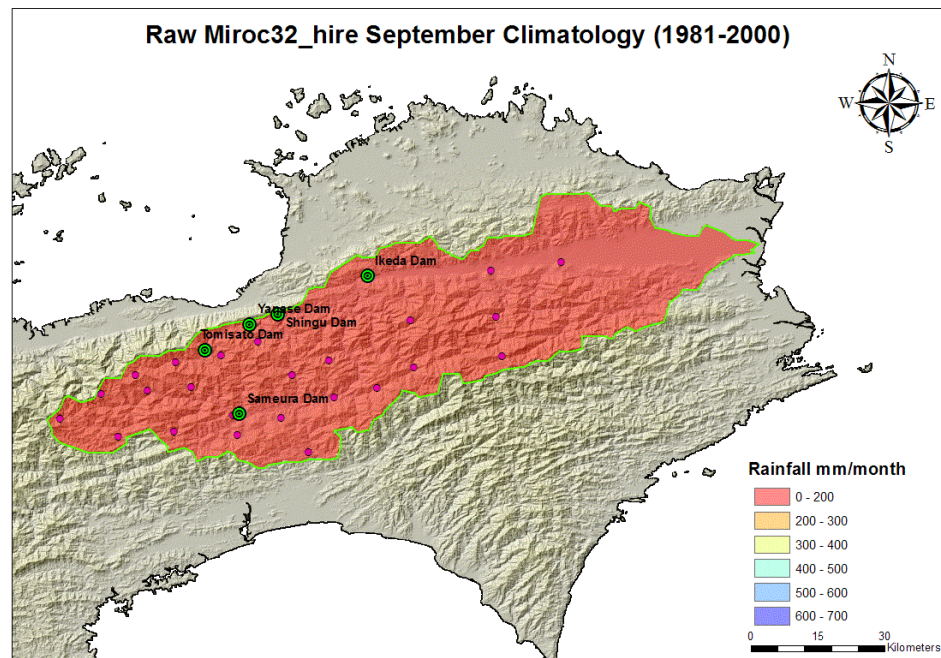 Raw Miroc32_hire September Climatology (1981-2000)
N
W
E
S
Ikeda Dam
Yanase Dam
Shingu Dam
Tomisato Dam
Sameura Dam
Rainfall mm/month
0 - 200
200 - 300
300 - 400
400 - 500
500 - 600
600 - 700
0 15 30
Kilometers